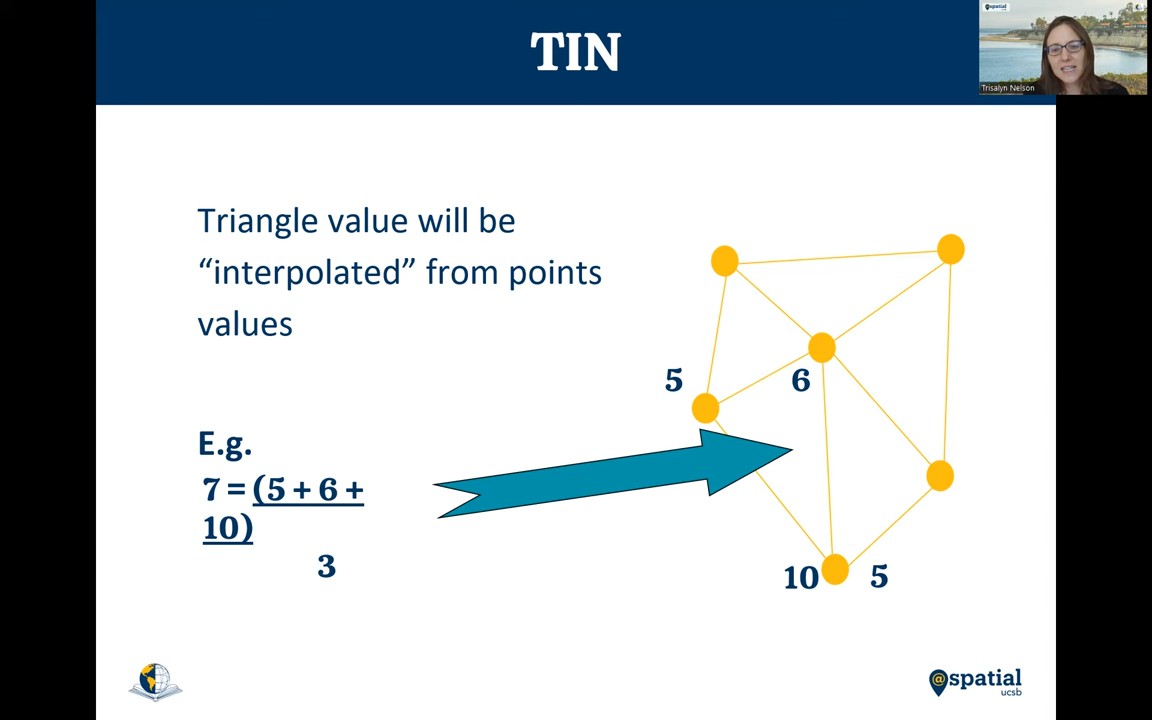 TIN
spatial
Trisalyn Nelson
Triangle value will be
“interpolated” from points
values
5
6
E.g.
7 = (5 + 6 +
10)
3
10
5
@spatial
ucsb